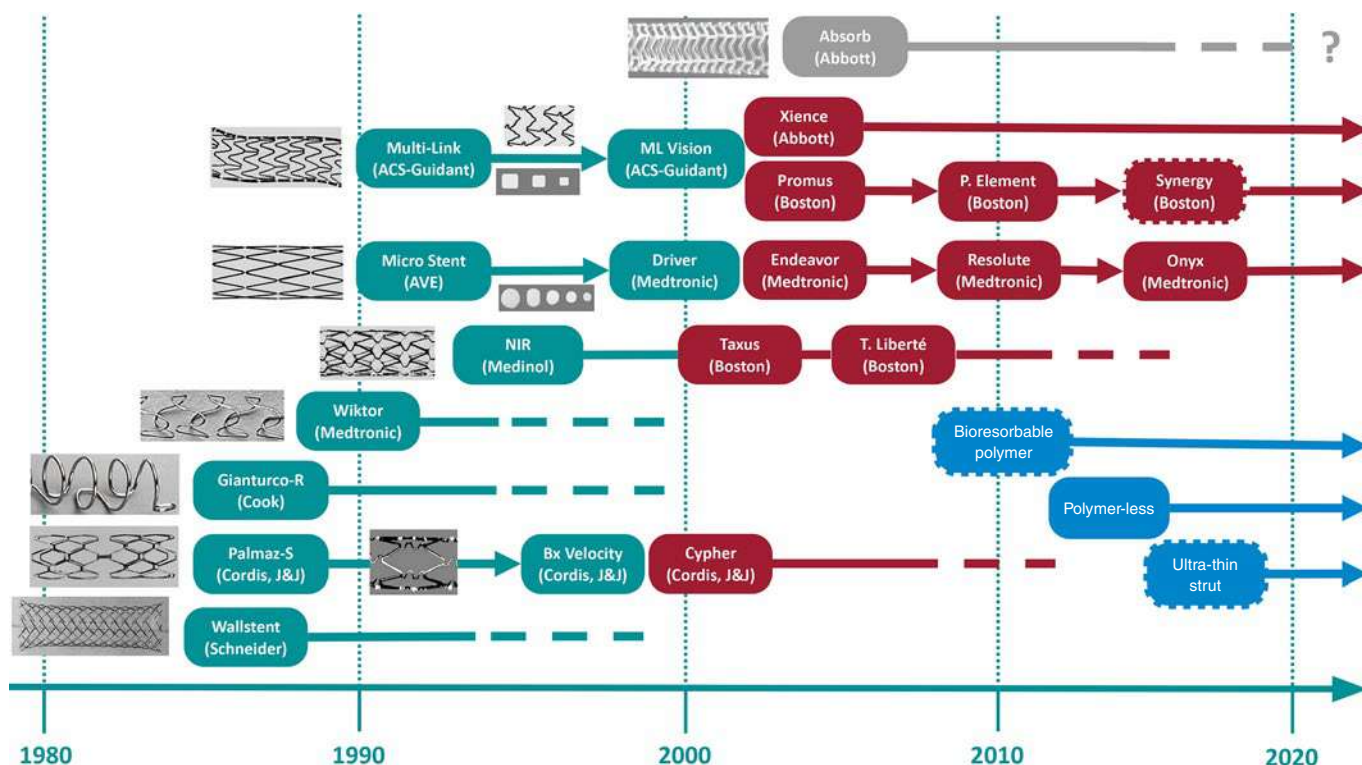 Absorb
(Abbott)
?
Xience
(Abbott)
Multi-Link
(ACS-Guidant)
ML Vision
(ACS-Guidant)
Promus
(Boston)
P. Element
(Boston)
Synergy
(Boston)
Micro Stent
(AVE)
Driver
(Medtronic)
Endeavor
(Medtronic)
Resolute
(Medtronic)
Onyx
(Medtronic)
NIR
(Medinol)
Taxus
(Boston)
T. Liberté
(Boston)
Wiktor
(Medtronic)
Bioresorbable
polymer
Gianturco-R
(Cook)
Polymer-less
Palmaz-S
(Cordis, J&J)
Bx Velocity
(Cordis, J&J)
Cypher
(Cordis, J&J)
Ultra-thin
strut
Wallstent
(Schneider)
1980
1990
2000
2010
2020